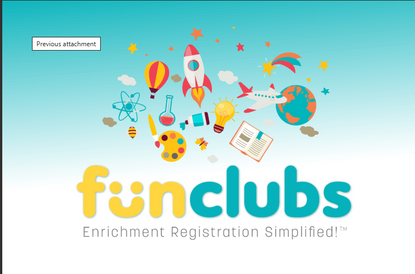 Previous attachment
funclubs
Enrichment Registration Simplified!™